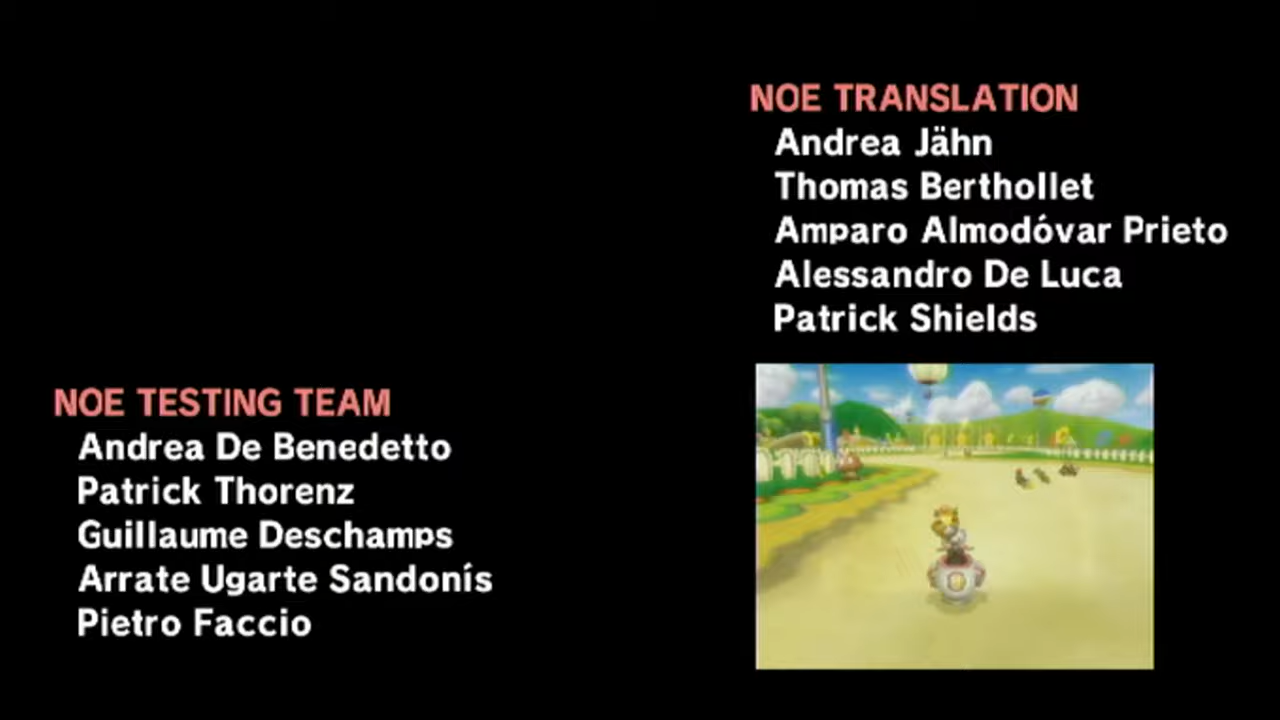 NOE TRANSLATION
Andrea Jähn
Thomas Berthollet
Amparo Almodóvar Prieto
Alessandro De Luca
Patrick Shields
NOE TESTING TEAM
Andrea De Benedetto
Patrick Thorenz
Guillaume Deschamps
Arrate Ugarte Sandonís
Pietro Faccio